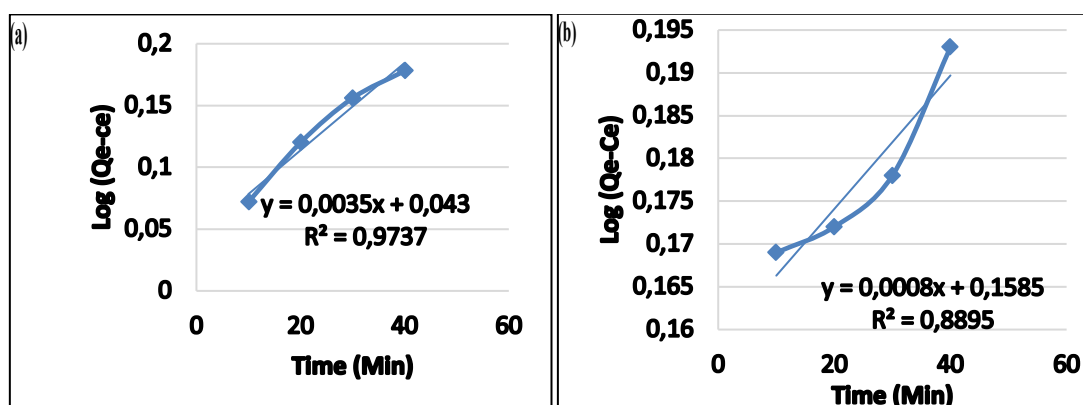 (a)
0,2
0,15
0,1
0,05
0
Log (Qe-ce)
y = 0,0035x + 0,043
R² = 0,9737
0 20 40 60
Time (Min)
(b)
0,195
0,19
0,185
0,18
0,175
0,17
0,165
0,16
Log (Qe-Ce)
y = 0,0008x + 0,1585
R² = 0,8895
0 20 40 60
Time (Min)